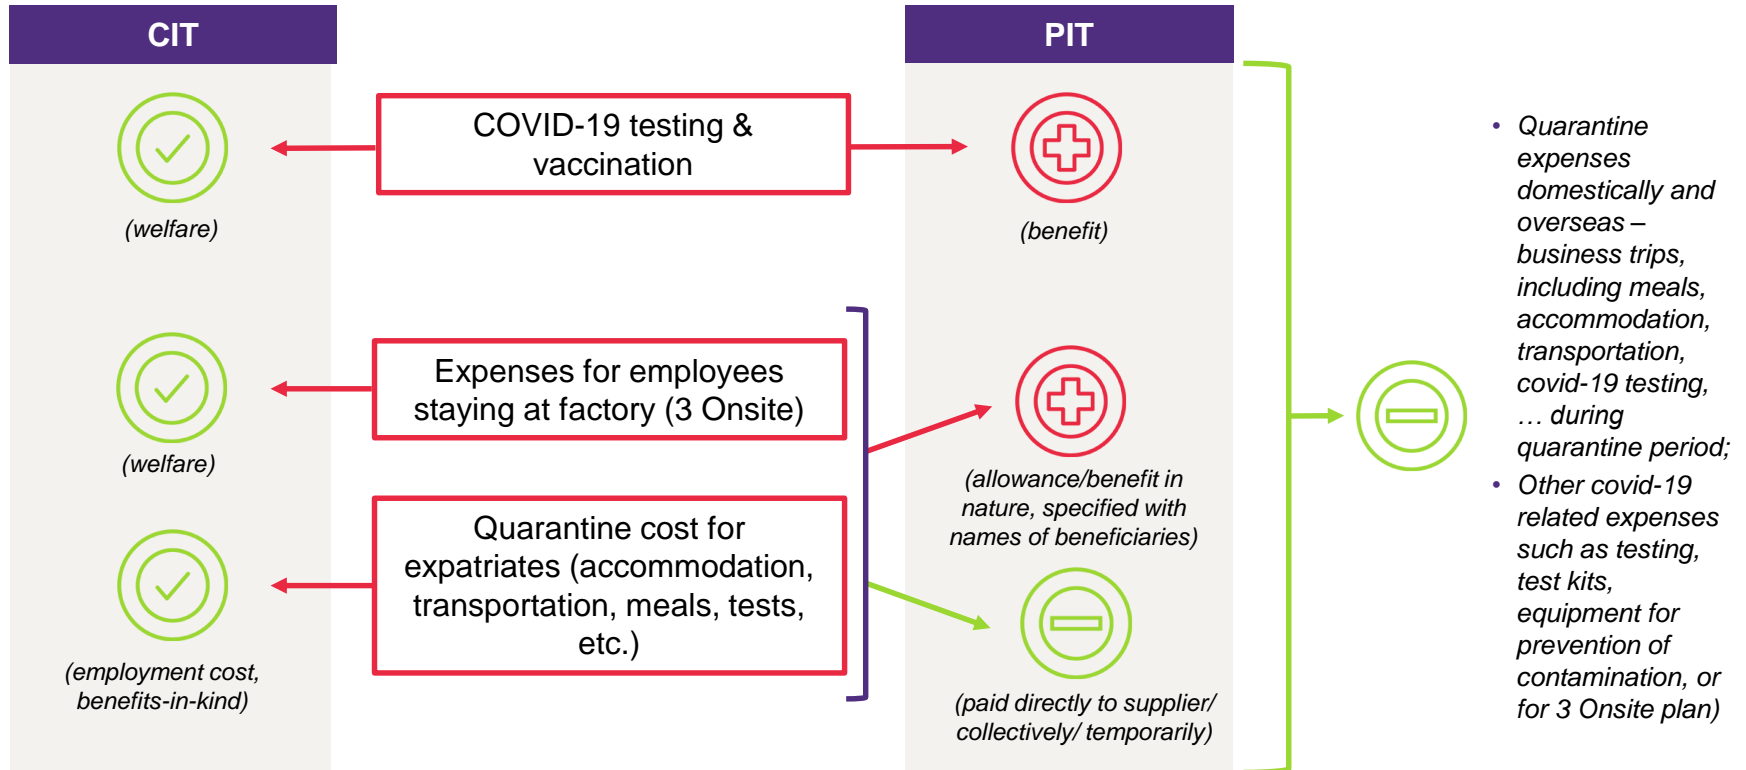 CIT
PIT
COVID-19 testing &
vaccination
(welfare)
(benefit)
Expenses for employees
staying at factory (3 Onsite)
(welfare)
(allowance/benefit in
nature, specified with
names of beneficiaries)
Quarantine cost for
expatriates (accommodation,
transportation, meals, tests,
etc.)
(employment cost,
benefits-in-kind)
(paid directly to supplier/
collectively/ temporarily)
• Quarantine
expenses
domestically and
overseas –
business trips,
including meals,
accommodation,
transportation,
covid-19 testing,
… during
quarantine period;
• Other covid-19
related expenses
such as testing,
test kits,
equipment for
prevention of
contamination, or
for 3 Onsite plan)